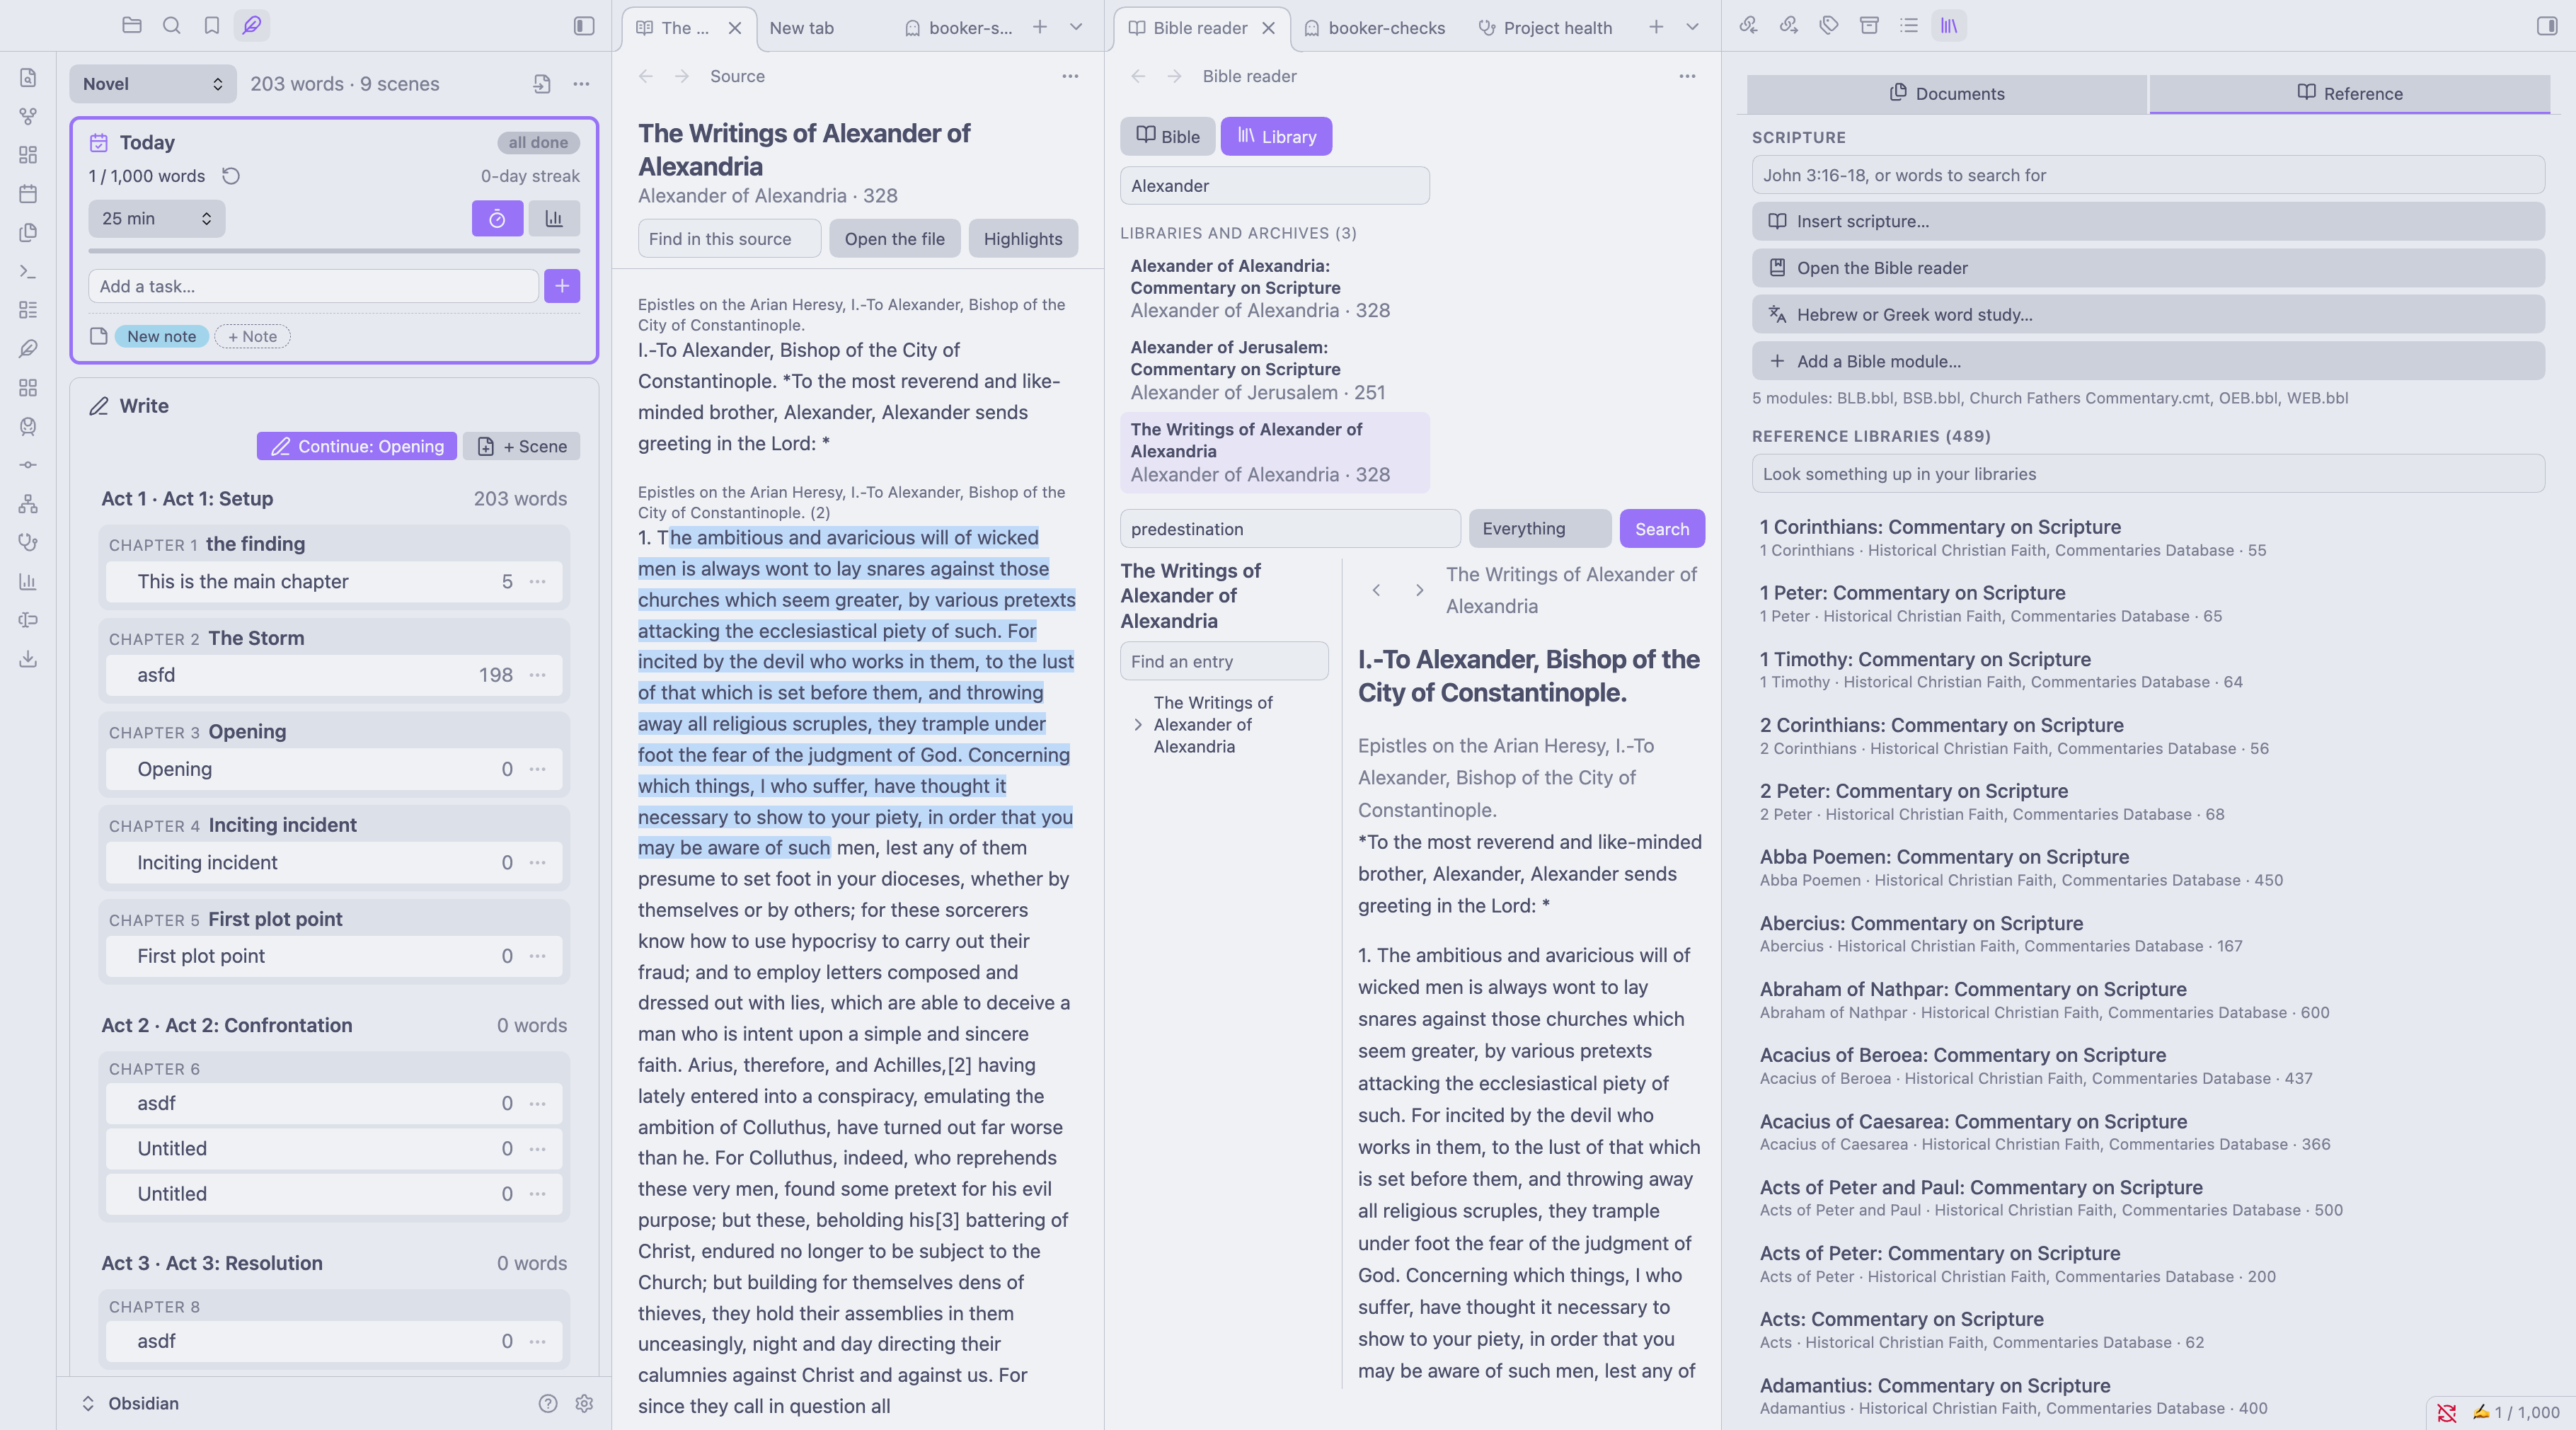 Novel
203 words · 9 scenes
Today
all done
1 / 1,000 words
0-day streak
25 min
Add a task...
New note
+ Note
Write
Continue: Opening
+ Scene
Act 1 · Act 1: Setup
203 words
CHAPTER 1 the finding
This is the main chapter
5
CHAPTER 2 The Storm
asfd
198
CHAPTER 3 Opening
Opening
0
CHAPTER 4 Inciting incident
Inciting incident
0
CHAPTER 5 First plot point
First plot point
0
Act 2 · Act 2: Confrontation
0 words
CHAPTER 6
asdf
0
Untitled
0
Untitled
0
Act 3 · Act 3: Resolution
0 words
CHAPTER 8
asdf
0
Obsidian
The ...
New tab
booker-s...
Source
The Writings of Alexander of
Alexandria
Alexander of Alexandria · 328
Find in this source
Open the file
Highlights
Epistles on the Arian Heresy, I.-To Alexander, Bishop of the
City of Constantinople.
I.-To Alexander, Bishop of the City of
Constantinople. *To the most reverend and like-
minded brother, Alexander, Alexander sends
greeting in the Lord: *
Epistles on the Arian Heresy, I.-To Alexander, Bishop of the
City of Constantinople. (2)
1. The ambitious and avaricious will of wicked
men is always wont to lay snares against those
churches which seem greater, by various pretexts
attacking the ecclesiastical piety of such. For
incited by the devil who works in them, to the lust
of that which is set before them, and throwing
away all religious scruples, they trample under
foot the fear of the judgment of God. Concerning
which things, I who suffer, have thought it
necessary to show to your piety, in order that you
may be aware of such men, lest any of them
presume to set foot in your dioceses, whether by
themselves or by others; for these sorcerers
know how to use hypocrisy to carry out their
fraud; and to employ letters composed and
dressed out with lies, which are able to deceive a
man who is intent upon a simple and sincere
faith. Arius, therefore, and Achilles,[2] having
lately entered into a conspiracy, emulating the
ambition of Colluthus, have turned out far worse
than he. For Colluthus, indeed, who reprehends
these very men, found some pretext for his evil
purpose; but these, beholding his[3] battering of
Christ, endured no longer to be subject to the
Church; but building for themselves dens of
thieves, they hold their assemblies in them
unceasingly, night and day directing their
calumnies against Christ and against us. For
since they call in question all
Bible reader
booker-checks
Project health
Bible reader
Bible
Library
Alexander
LIBRARIES AND ARCHIVES (3)
Alexander of Alexandria:
Commentary on Scripture
Alexander of Alexandria · 328
Alexander of Jerusalem:
Commentary on Scripture
Alexander of Jerusalem · 251
The Writings of Alexander of
Alexandria
Alexander of Alexandria · 328
predestination
Everything
Search
The Writings of
Alexander of
Alexandria
Find an entry
The Writings of
Alexander of
Alexandria
The Writings of Alexander of
Alexandria
I.-To Alexander, Bishop of the
City of Constantinople.
Epistles on the Arian Heresy, I.-To
Alexander, Bishop of the City of
Constantinople.
*To the most reverend and like-minded
brother, Alexander, Alexander sends
greeting in the Lord: *
1. The ambitious and avaricious will of
wicked men is always wont to lay
snares against those churches which
seem greater, by various pretexts
attacking the ecclesiastical piety of
such. For incited by the devil who
works in them, to the lust of that which
is set before them, and throwing away
all religious scruples, they trample
under foot the fear of the judgment of
God. Concerning which things, I who
suffer, have thought it necessary to
show to your piety, in order that you
may be aware of such men, lest any of
Documents
Reference
SCRIPTURE
John 3:16-18, or words to search for
Insert scripture...
Open the Bible reader
Hebrew or Greek word study...
Add a Bible module...
5 modules: BLB.bbl, BSB.bbl, Church Fathers Commentary.cmt, OEB.bbl, WEB.bbl
REFERENCE LIBRARIES (489)
Look something up in your libraries
1 Corinthians: Commentary on Scripture
1 Corinthians · Historical Christian Faith, Commentaries Database · 55
1 Peter: Commentary on Scripture
1 Peter · Historical Christian Faith, Commentaries Database · 65
1 Timothy: Commentary on Scripture
1 Timothy · Historical Christian Faith, Commentaries Database · 64
2 Corinthians: Commentary on Scripture
2 Corinthians · Historical Christian Faith, Commentaries Database · 56
2 Peter: Commentary on Scripture
2 Peter · Historical Christian Faith, Commentaries Database · 68
Abba Poemen: Commentary on Scripture
Abba Poemen · Historical Christian Faith, Commentaries Database · 450
Abercius: Commentary on Scripture
Abercius · Historical Christian Faith, Commentaries Database · 167
Abraham of Nathpar: Commentary on Scripture
Abraham of Nathpar · Historical Christian Faith, Commentaries Database · 600
Acacius of Beroea: Commentary on Scripture
Acacius of Beroea · Historical Christian Faith, Commentaries Database · 437
Acacius of Caesarea: Commentary on Scripture
Acacius of Caesarea · Historical Christian Faith, Commentaries Database · 366
Acts of Peter and Paul: Commentary on Scripture
Acts of Peter and Paul · Historical Christian Faith, Commentaries Database · 500
Acts of Peter: Commentary on Scripture
Acts of Peter · Historical Christian Faith, Commentaries Database · 200
Acts: Commentary on Scripture
Acts · Historical Christian Faith, Commentaries Database · 62
Adamantius: Commentary on Scripture
Adamantius · Historical Christian Faith, Commentaries Database · 400
1 / 1,000